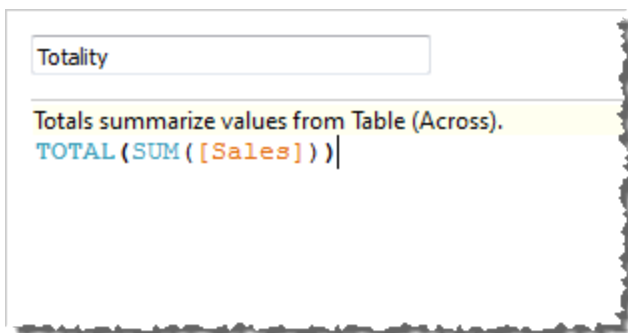 Totality
Totals summarize values from Table (Across).
TOTAL(SUM([Sales]))